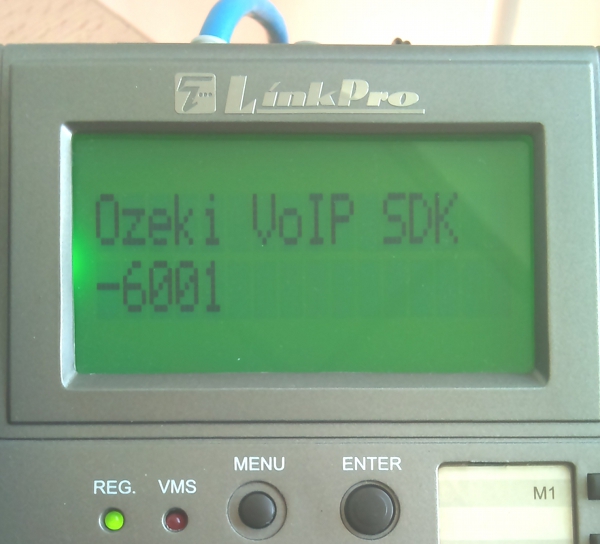 LinkPro
Ozeki VoIP SDK
-6001
MENU ENTER
REG. VMS
M1